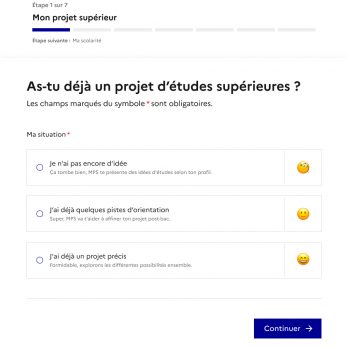 Étape 1 sur 7
Mon projet supérieur
Étape suivante : Ma scolarité
As-tu déjà un projet d'études supérieures ?
Les champs marqués du symbole * sont obligatoires.
Ma situation *
Je n'ai pas encore d'idée
Ça tombe bien, MPS te présente des idées d'études selon ton profil.
J'ai déjà quelques pistes d'orientation
Super, MPS va t'aider à affiner ton projet post-bac.
J'ai déjà un projet précis
Formidable, explorons les différentes possibilités ensemble.
Continuer →